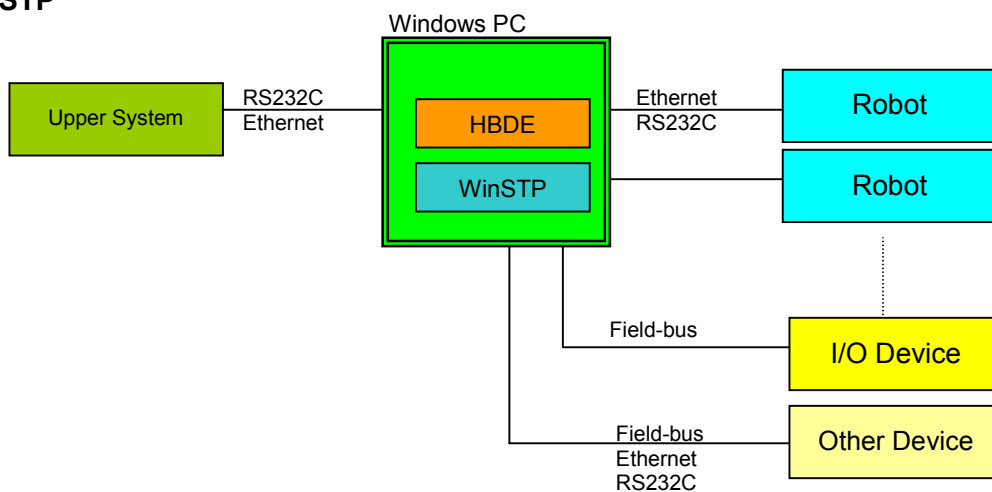 STP
Windows PC
RS232C
Ethernet
Upper System
HBDE
WinSTP
Ethernet
RS232C
Robot
Robot
Field-bus
I/O Device
Field-bus
Ethernet
RS232C
Other Device